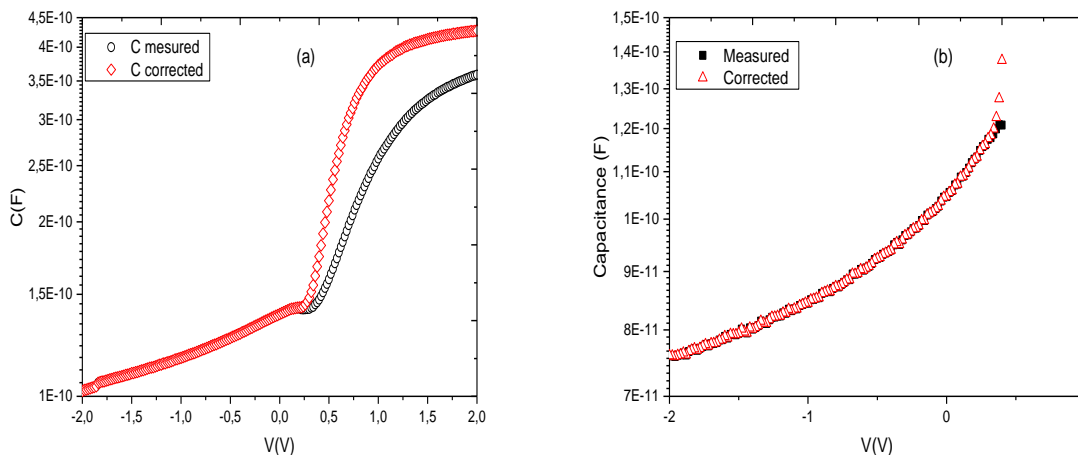 4,5E-10
4E-10
3,5E-10
3E-10
2,5E-10
2E-10
1,5E-10
1E-10
C(F)
C mesured
C corrected
(a)
-2,0 -1,5 -1,0 -0,5 0,0 0,5 1,0 1,5 2,0
V(V)
1,5E-10
1,4E-10
1,3E-10
1,2E-10
1,1E-10
1E-10
9E-11
8E-11
7E-11
Capacitance (F)
Measured
Corrected
(b)
-2 -1 0
V(V)